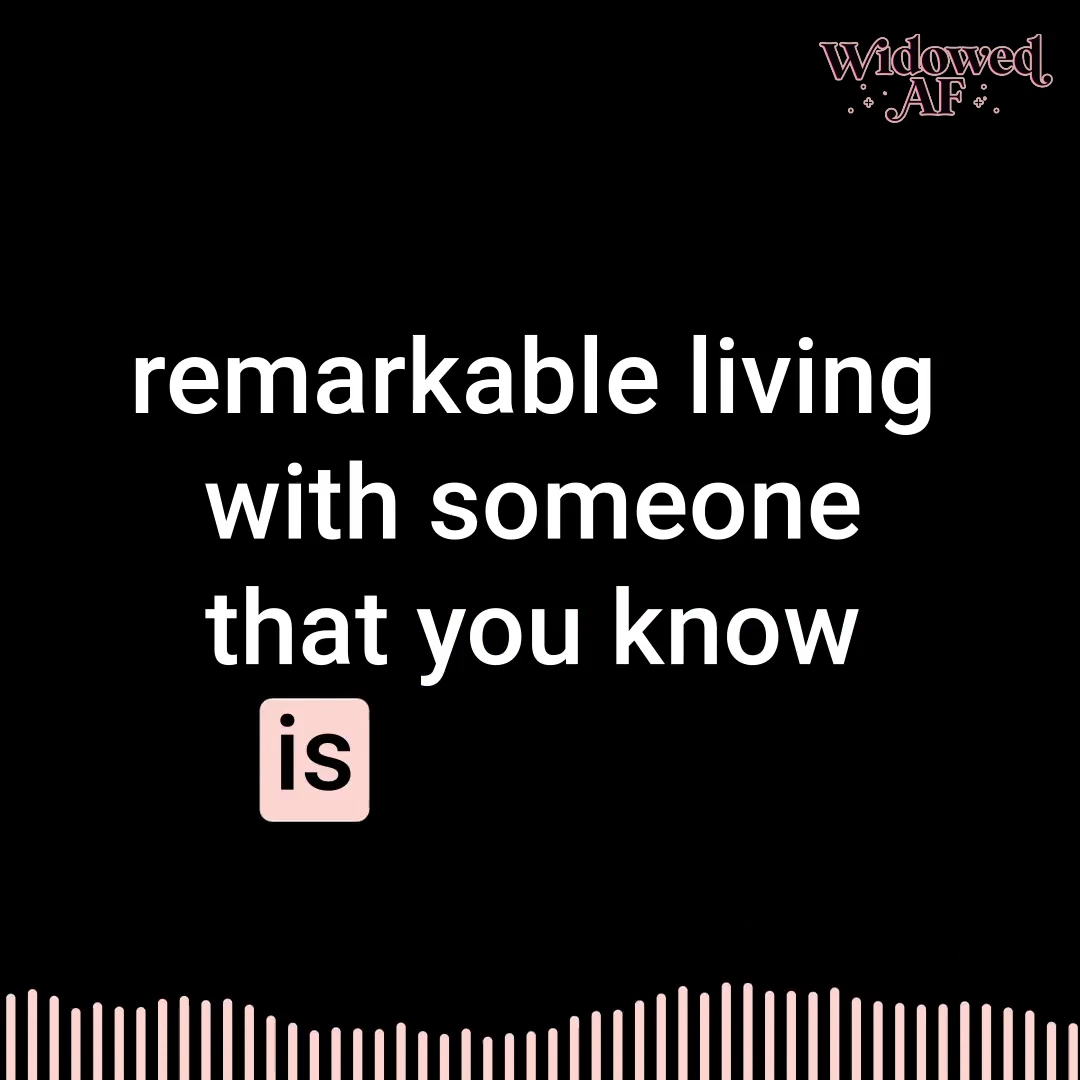 Widowed
AF
remarkable living
with someone
that you know
is